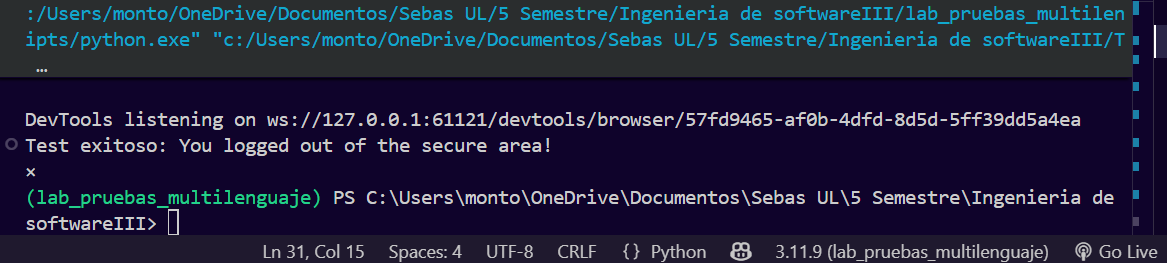 :/Users/monto/OneDrive/Documentos/Sebas UL/5 Semestre/Ingenieria de softwareIII/lab_pruebas_multilen
ipts/python.exe" "c:/Users/monto/OneDrive/Documentos/Sebas UL/5 Semestre/Ingenieria de softwareIII/T
…
DevTools listening on ws://127.0.0.1:61121/devtools/browser/57fd9465-af0b-4dfd-8d5d-5ff39dd5a4ea
Test exitoso: You logged out of the secure area!
×
(lab_pruebas_multilenguaje) PS C:\Users\monto\OneDrive\Documentos\Sebas UL\5 Semestre\Ingenieria de
softwareIII>
Ln 31, Col 15 Spaces: 4 UTF-8 CRLF {} Python 3.11.9 (lab_pruebas_multilenguaje) Go Live